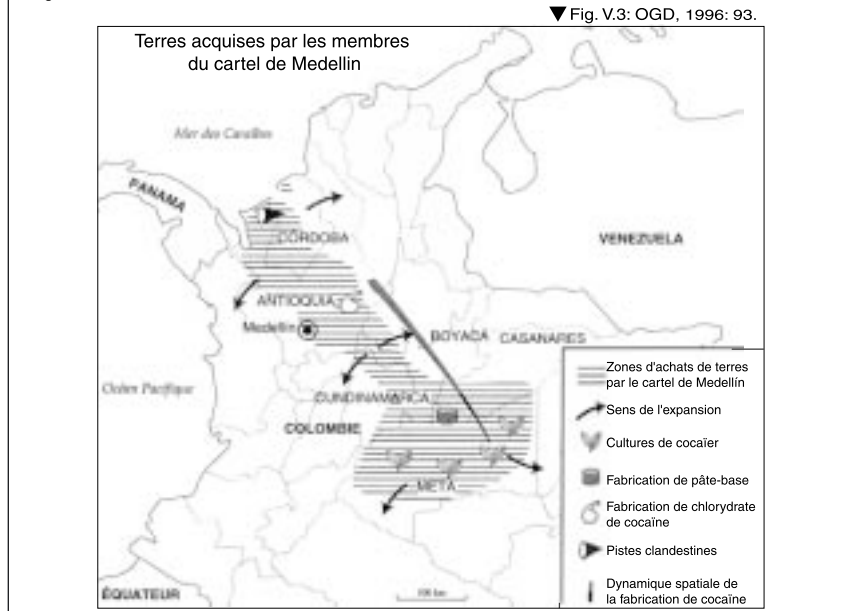 ▼ Fig. V.3: OGD, 1996: 93.
Terres acquises par les membres
du cartel de Medellin
Mer des Caraïbes
PANAMA
CÓRDOBA
VENEZUELA
ANTIOQUIA
Medellin
BOYACA CASANARES
Océan Pacifique
CUNDINAMARCA
COLOMBIE
META
ÉQUATEUR
100 km
Zones d'achats de terres
par le cartel de Medellín
Sens de l'expansion
Cultures de cocaïer
Fabrication de pâte-base
Fabrication de chlorydrate
de cocaïne
Pistes clandestines
Dynamique spatiale de
la fabrication de cocaïne